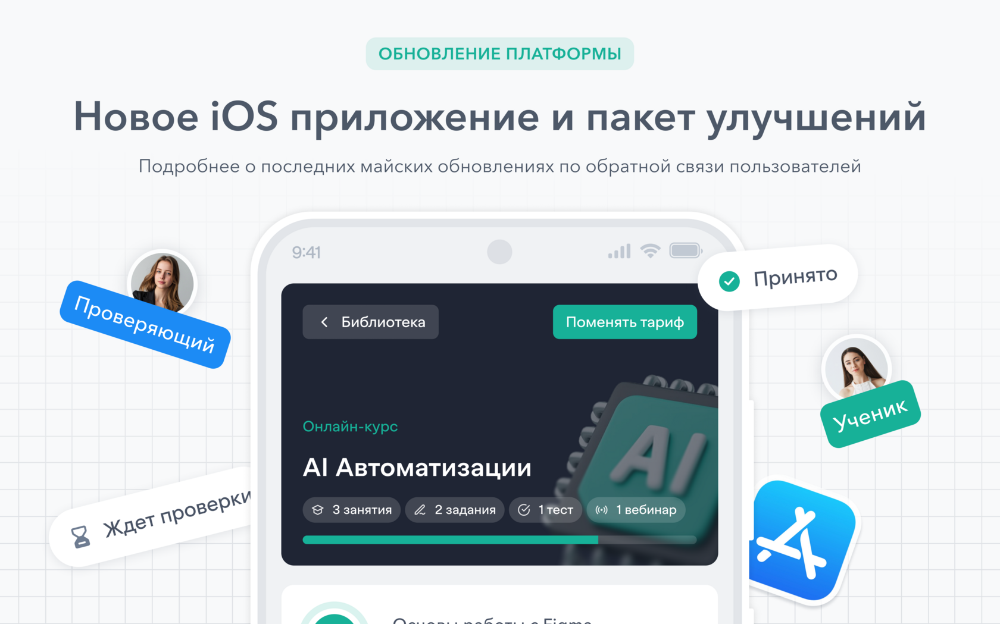 ОБНОВЛЕНИЕ ПЛАТФОРМЫ
Новое iOS приложение и пакет улучшений
Подробнее о последних майских обновлениях по обратной связи пользователей
9:41
Принято
Проверяющий
Библиотека
Поменять тариф
Ученик
Онлайн-курс
AI
AI Автоматизации
Ждет проверки
3 занятия
2 задания
1 тест
1 вебинар
Основы работы с Figma